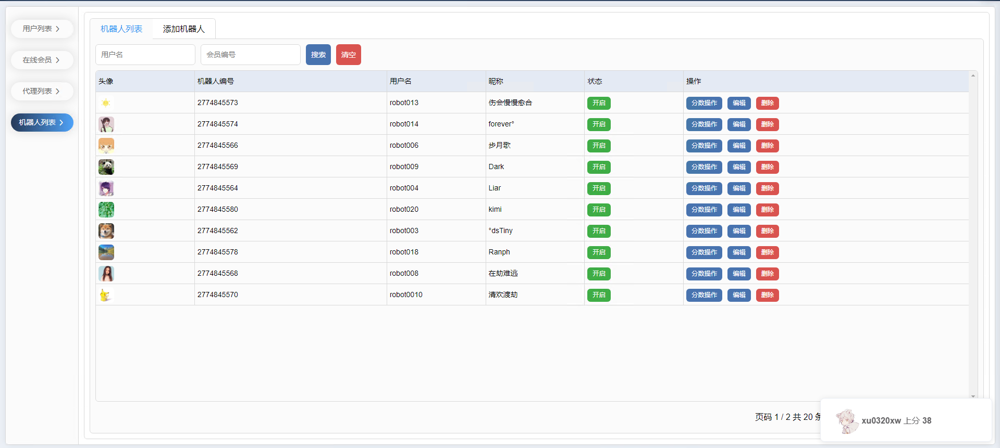 用户列表
在线会员
代理列表
机器人列表
机器人列表 添加机器人
用户名 会员编号 搜索 清空
头像 机器人编号 用户名 昵称 状态 操作
2774845573 robot013 伤会慢慢愈合 开启 分数操作 编辑 删除
2774845574 robot014 forever° 开启 分数操作 编辑 删除
2774845566 robot006 步月歌 开启 分数操作 编辑 删除
2774845569 robot009 Dark 开启 分数操作 编辑 删除
2774845564 robot004 Liar 开启 分数操作 编辑 删除
2774845580 robot020 kimi 开启 分数操作 编辑 删除
2774845562 robot003 °dsTiny 开启 分数操作 编辑 删除
2774845578 robot018 Ranph 开启 分数操作 编辑 删除
2774845568 robot008 在劫难逃 开启 分数操作 编辑 删除
2774845570 robot0010 清欢渡劫 开启 分数操作 编辑 删除
页码 1 / 2 共 20 条
xu0320xw 上分 38